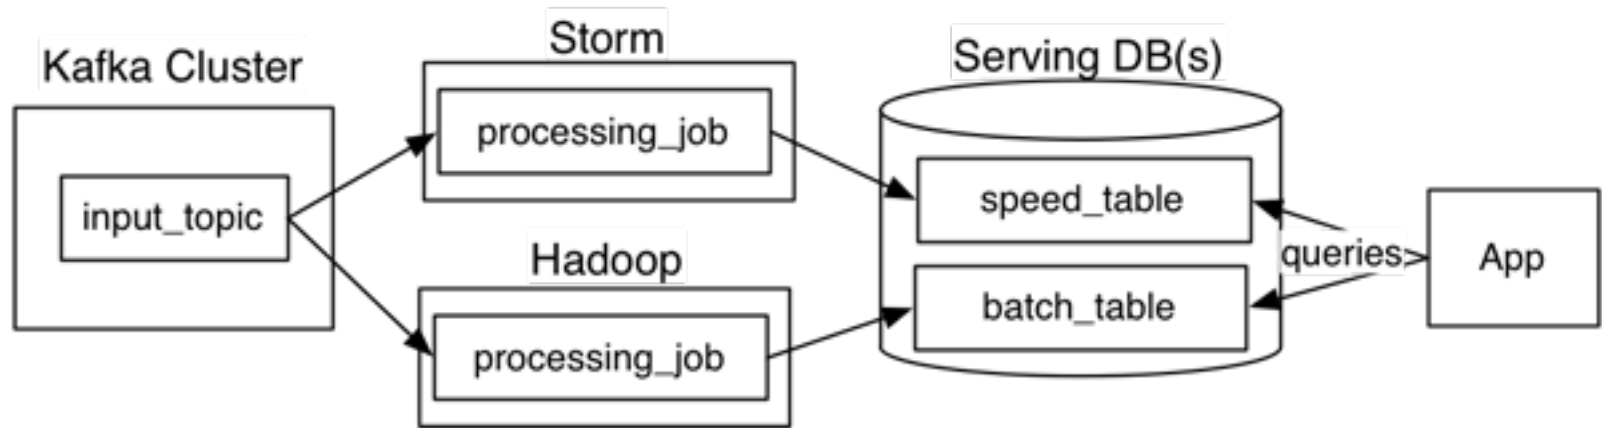 Kafka Cluster
input_topic
Storm
processing_job
Hadoop
processing_job
Serving DB(s)
speed_table
batch_table
queries
App